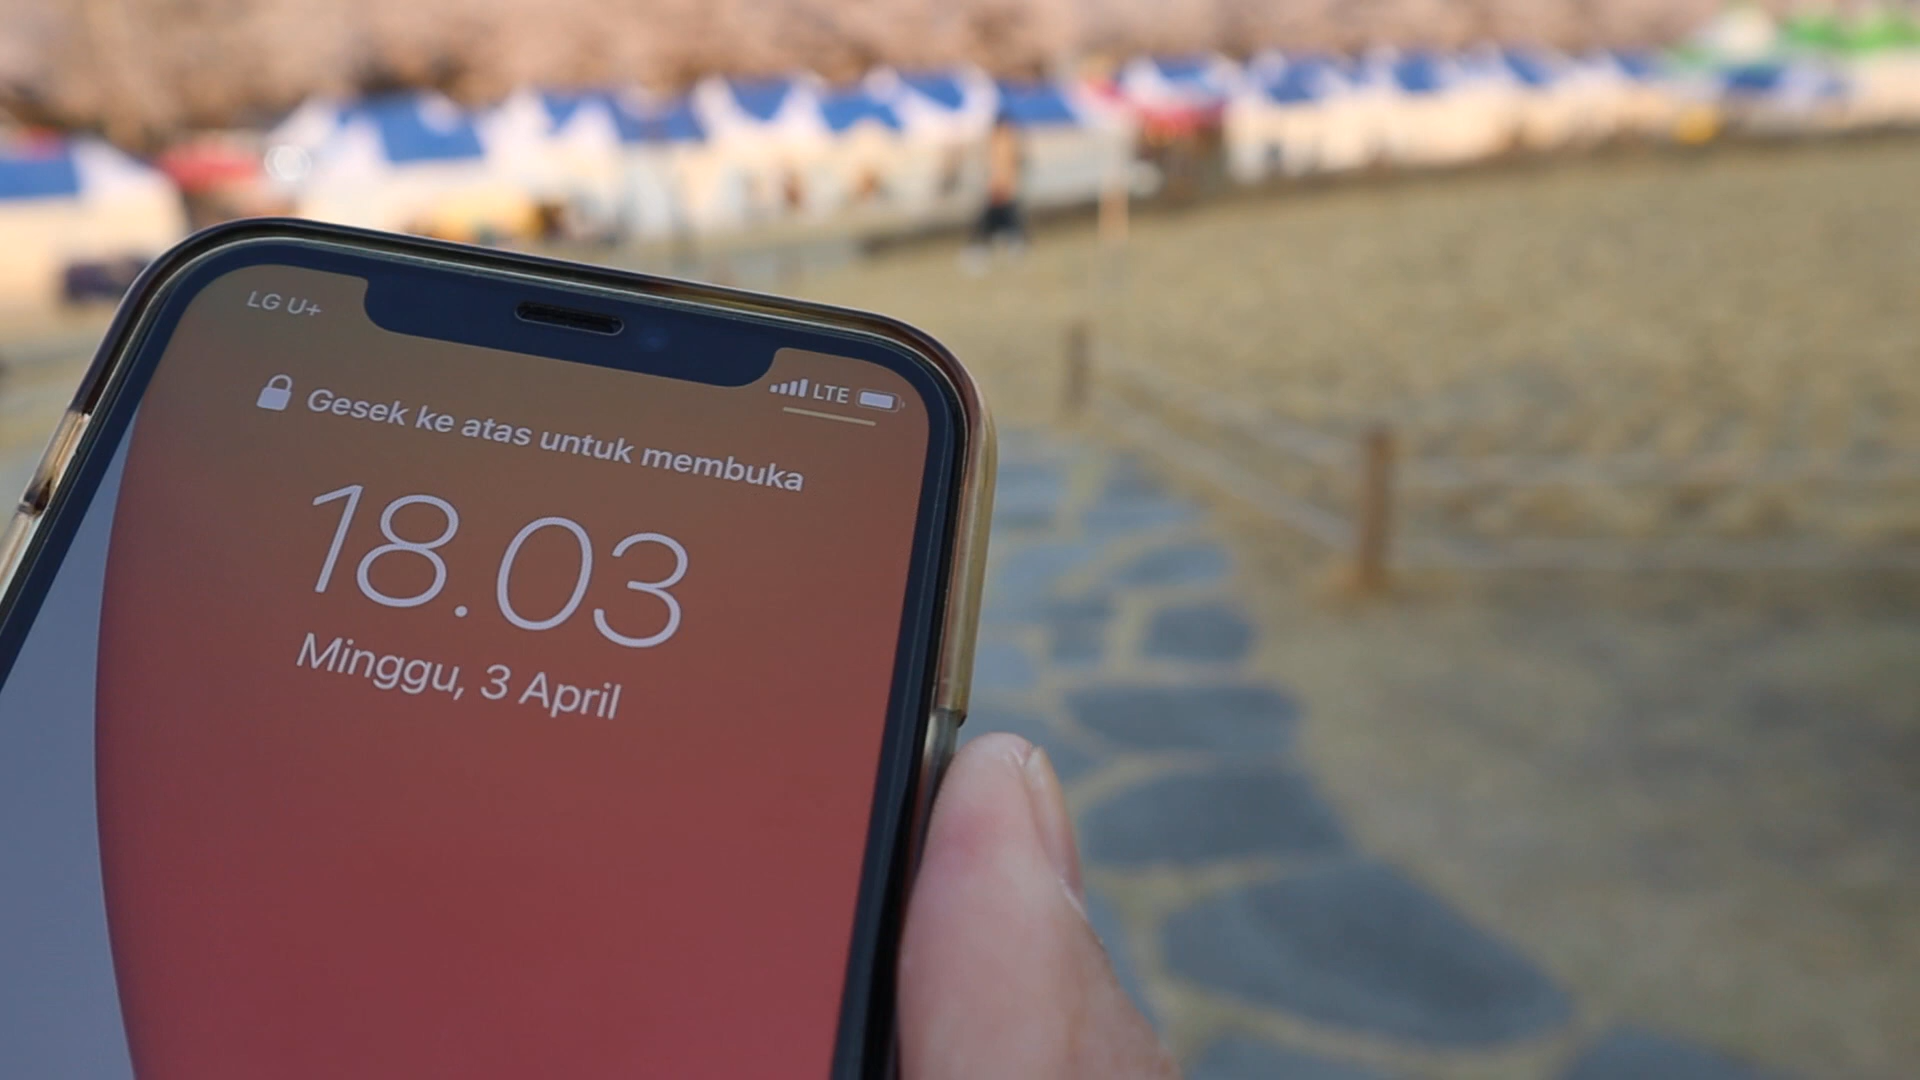 LG U+
LTE
Gesek ke atas untuk membuka
18.03
Minggu, 3 April